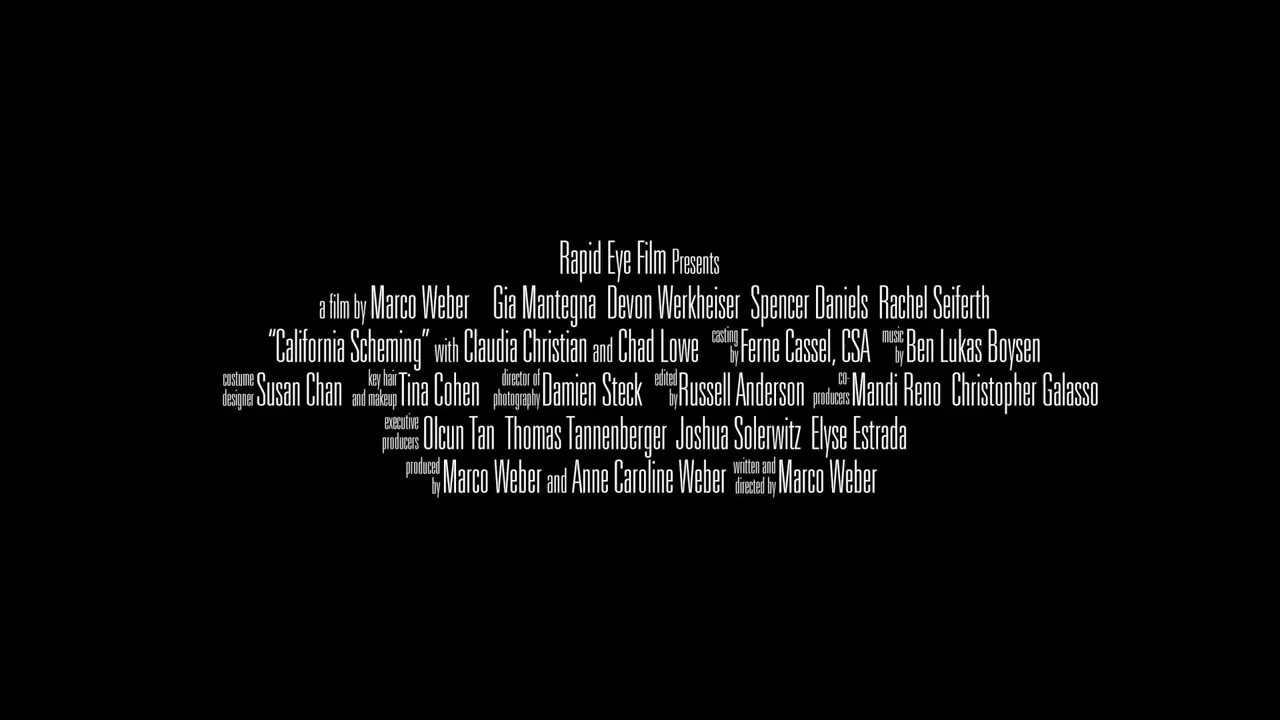 Rapid Eye Film Presents
a film by Marco Weber Gia Mantegna Devon Werkheiser Spencer Daniels Rachel Seiferth
“California Scheming” with Claudia Christian and Chad Lowe casting by Ferne Cassel, CSA music by Ben Lukas Boysen
costume designer Susan Chan key hair and makeup Tina Cohen director of photography Damien Steck edited by Russell Anderson co-producers Mandi Reno Christopher Galasso
executive producers Olcun Tan Thomas Tannenberger Joshua Solerwitz Elyse Estrada
produced by Marco Weber and Anne Caroline Weber written and directed by Marco Weber